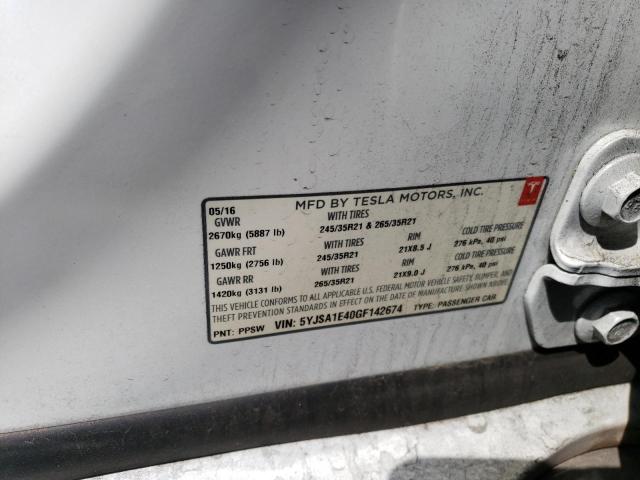 MFD BY TESLA MOTORS, INC.
05/16
GVWR WITH TIRES
2670kg (5887 lb) 245/35R21 & 265/35R21
GAWR FRT WITH TIRES RIM COLD TIRE PRESSURE
1250kg (2756 lb) 245/35R21 21X8.5 J 276 kPa, 40 psi
GAWR RR WITH TIRES RIM COLD TIRE PRESSURE
1420kg (3131 lb) 265/35R21 21X9.0 J 276 kPa, 40 psi
THIS VEHICLE CONFORMS TO ALL APPLICABLE U.S. FEDERAL MOTOR VEHICLE SAFETY, BUMPER, AND
THEFT PREVENTION STANDARDS IN EFFECT ON THE DATE OF MANUFACTURE SHOWN ABOVE.
PNT: PPSW VIN: 5YJSA1E40GF142674 TYPE: PASSENGER CAR